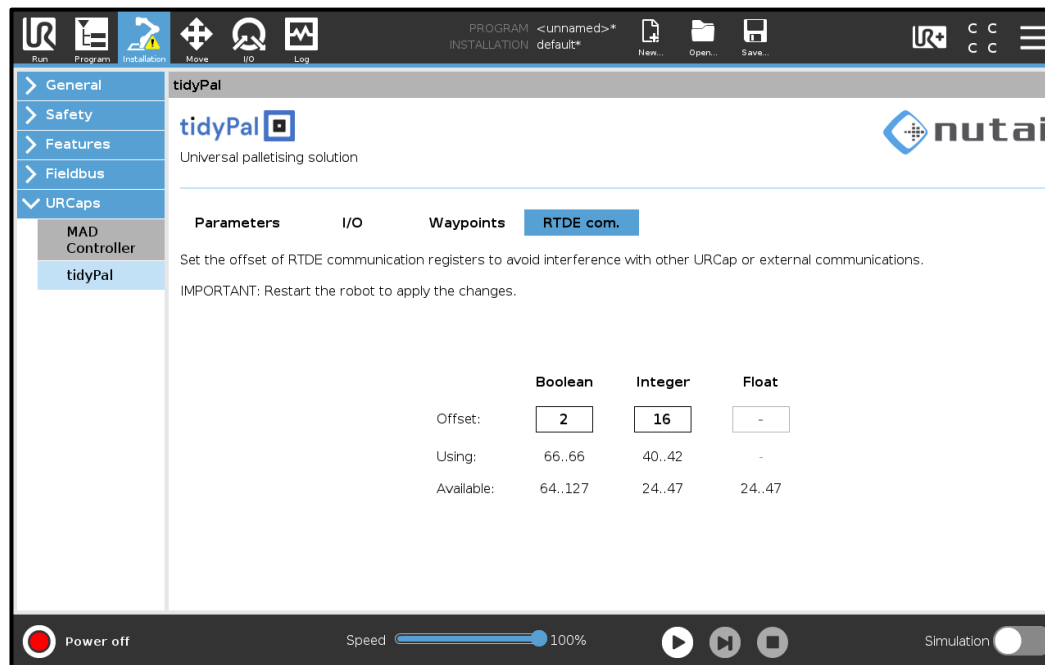 PROGRAM <unnamed>*
INSTALLATION default*
Run Program Installation Move I/O Log New... Open... Save... UR+ C C
C C
General
Safety
Features
Fieldbus
URCaps
MAD
Controller
tidyPal
tidyPal
tidyPal
nutai
Universal palletising solution
Parameters I/O Waypoints RTDE com.
Set the offset of RTDE communication registers to avoid interference with other URCap or external communications.
IMPORTANT: Restart the robot to apply the changes.
Boolean Integer Float
Offset: 2 16 -
Using: 66..66 40..42 -
Available: 64..127 24..47 24..47
Power off Speed 100% Simulation